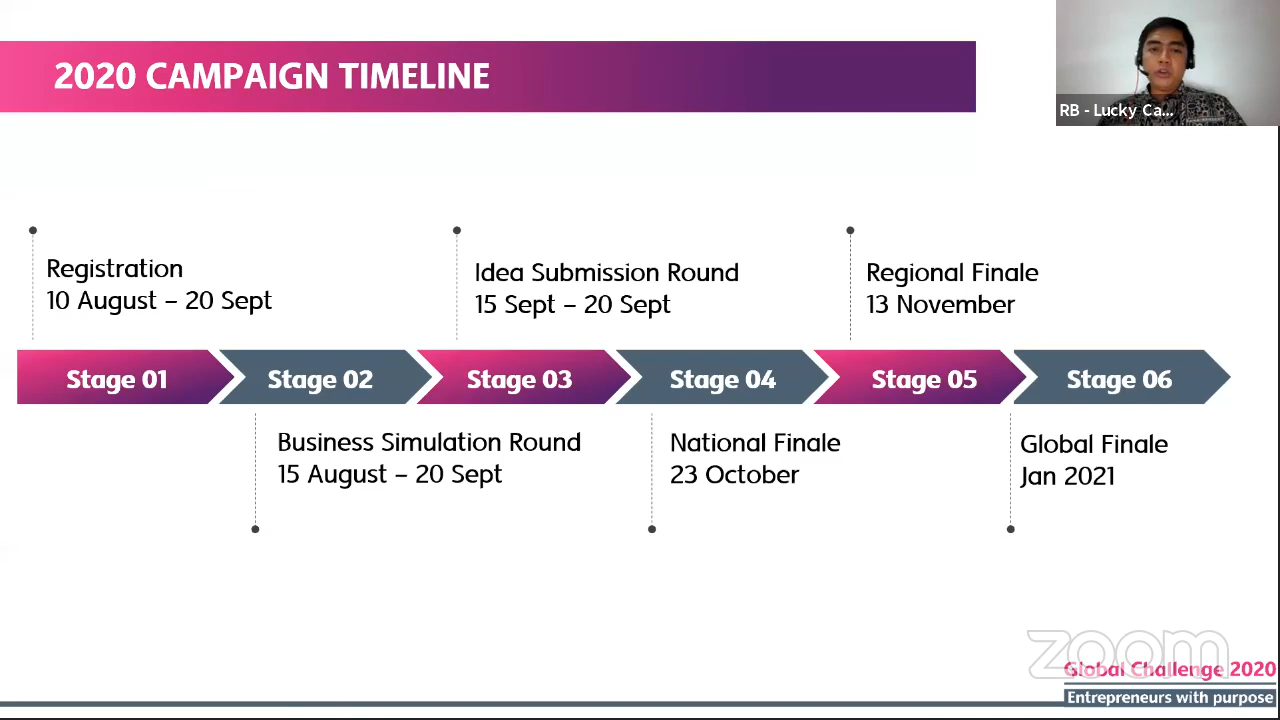 2020 CAMPAIGN TIMELINE
RB - Lucky Ca...
Registration
10 August – 20 Sept
Idea Submission Round
15 Sept – 20 Sept
Regional Finale
13 November
Stage 01
Stage 02
Stage 03
Stage 04
Stage 05
Stage 06
Business Simulation Round
15 August – 20 Sept
National Finale
23 October
Global Finale
Jan 2021
zoom
Global Challenge 2020
Entrepreneurs with purpose